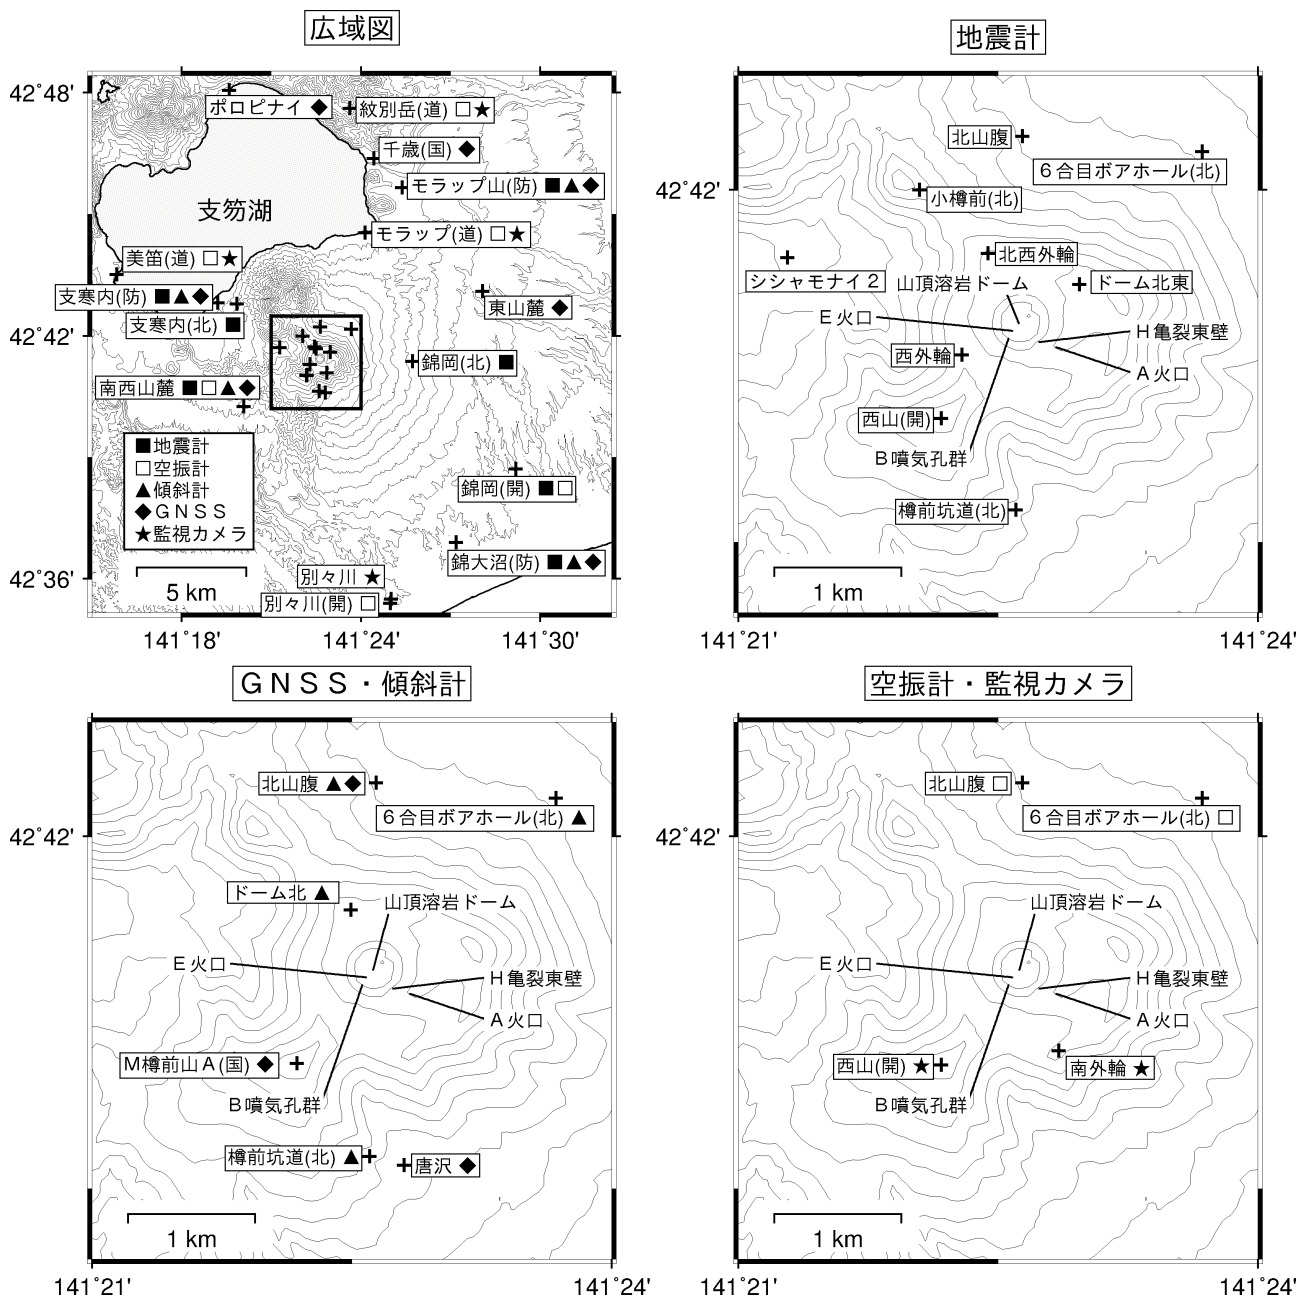 広域図
42°48'
ポロピナイ ◆
紋別岳(道) □★
千歳(国) ◆
モラップ山(防) ■▲◆
支笏湖
モラップ(道) □★
美笛(道) □★
支寒内(防) ■▲◆
支寒内(北) ■
東山麓 ◆
42°42'
錦岡(北) ■
南西山麓 ■□▲◆
■地震計
□空振計
▲傾斜計
◆ＧＮＳＳ
★監視カメラ
錦岡(開) ■□
錦大沼(防) ■▲◆
42°36'
5 km
別々川 ★
別々川(開) □
141°18'
141°24'
141°30'
地震計
北山腹
６合目ボアホール(北)
42°42'
小樽前(北)
北西外輪
シシャモナイ２
山頂溶岩ドーム
ドーム北東
Ｅ火口
Ｈ亀裂東壁
西外輪
Ａ火口
西山(開)
Ｂ噴気孔群
樽前坑道(北)
1 km
141°21'
141°24'
ＧＮＳＳ・傾斜計
北山腹 ▲◆
６合目ボアホール(北) ▲
42°42'
ドーム北 ▲
山頂溶岩ドーム
Ｅ火口
Ｈ亀裂東壁
Ａ火口
Ｍ樽前山Ａ(国) ◆
Ｂ噴気孔群
樽前坑道(北) ▲
唐沢 ◆
1 km
141°21'
141°24'
空振計・監視カメラ
北山腹 □
６合目ボアホール(北) □
42°42'
山頂溶岩ドーム
Ｅ火口
Ｈ亀裂東壁
Ａ火口
西山(開) ★
南外輪 ★
Ｂ噴気孔群
1 km
141°21'
141°24'